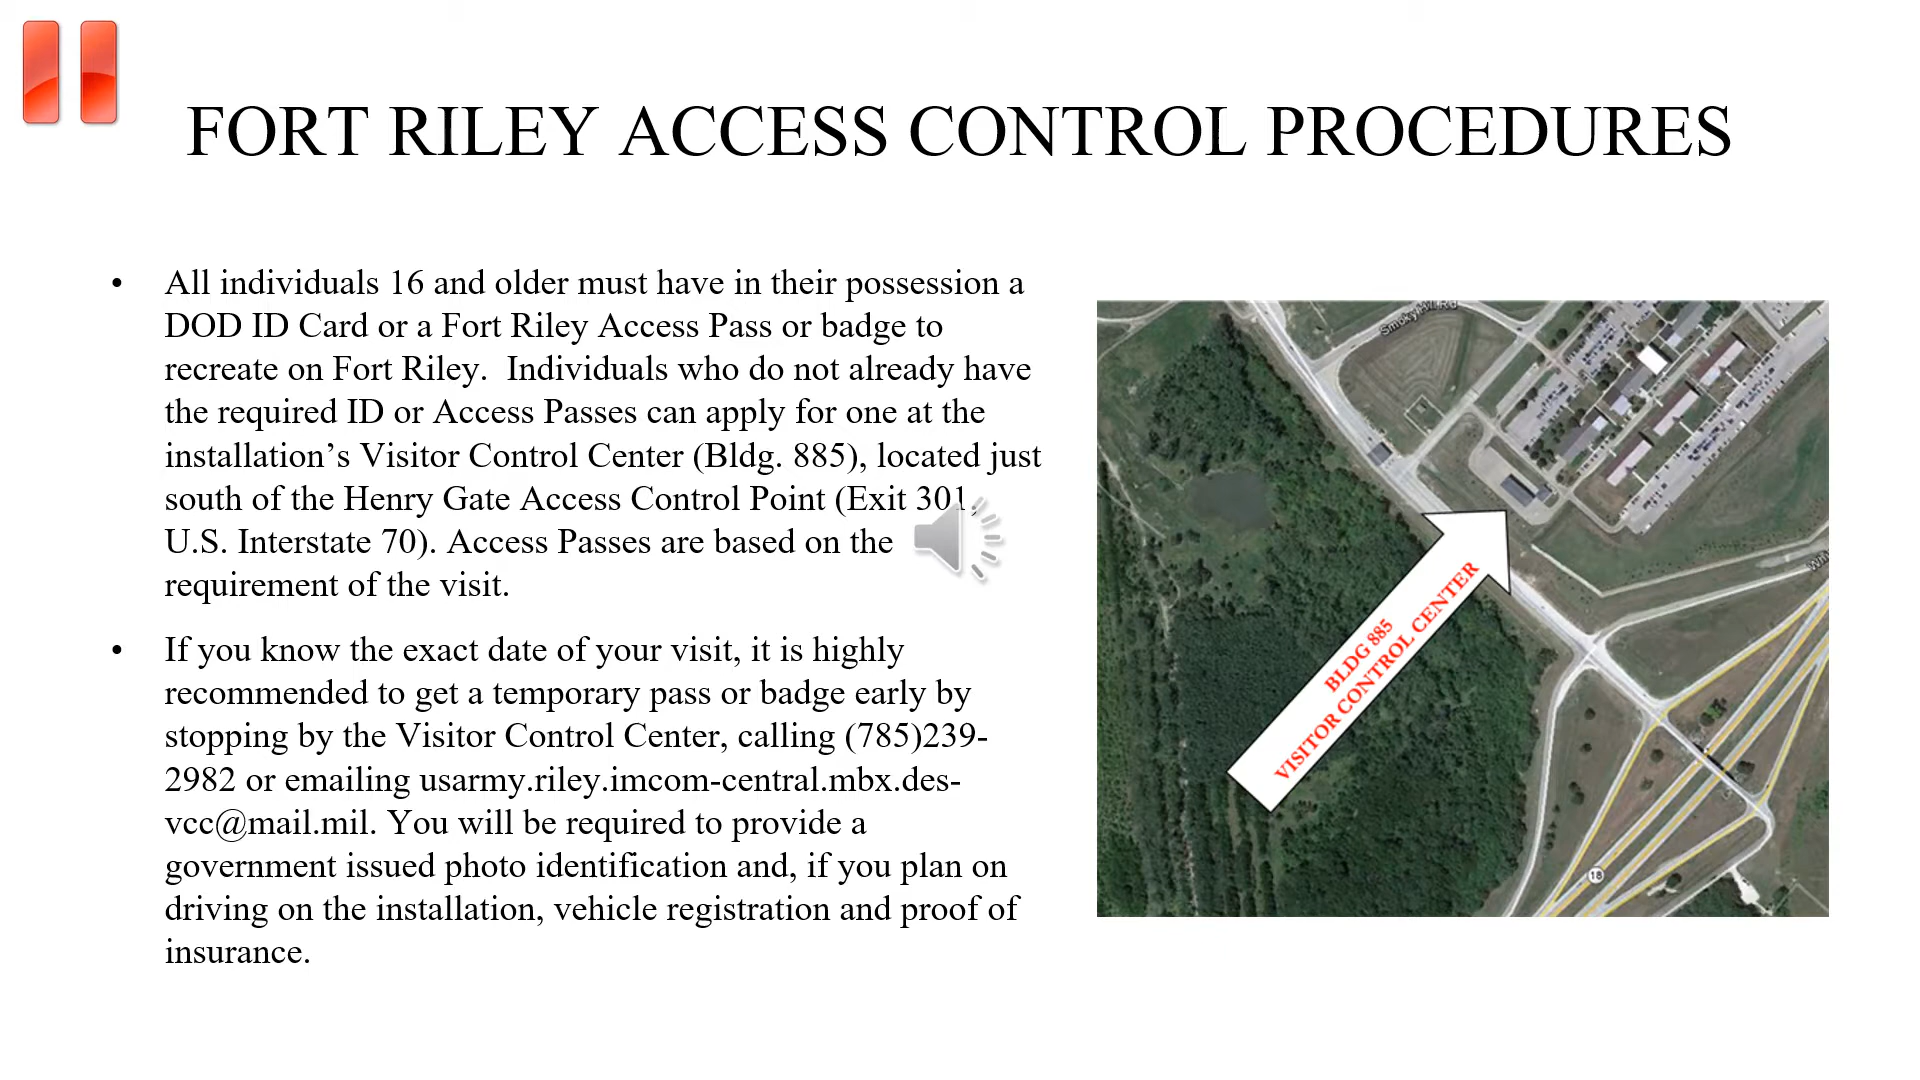 FORT RILEY ACCESS CONTROL PROCEDURES
• All individuals 16 and older must have in their possession a
DOD ID Card or a Fort Riley Access Pass or badge to
recreate on Fort Riley.  Individuals who do not already have
the required ID or Access Passes can apply for one at the
installation’s Visitor Control Center (Bldg. 885), located just
south of the Henry Gate Access Control Point (Exit 301,
U.S. Interstate 70). Access Passes are based on the
requirement of the visit.
• If you know the exact date of your visit, it is highly
recommended to get a temporary pass or badge early by
stopping by the Visitor Control Center, calling (785)239-
2982 or emailing usarmy.riley.imcom-central.mbx.des-
vcc@mail.mil. You will be required to provide a
government issued photo identification and, if you plan on
driving on the installation, vehicle registration and proof of
insurance.
Smoky Hill Rd
BLDG 885
VISITOR CONTROL CENTER
18